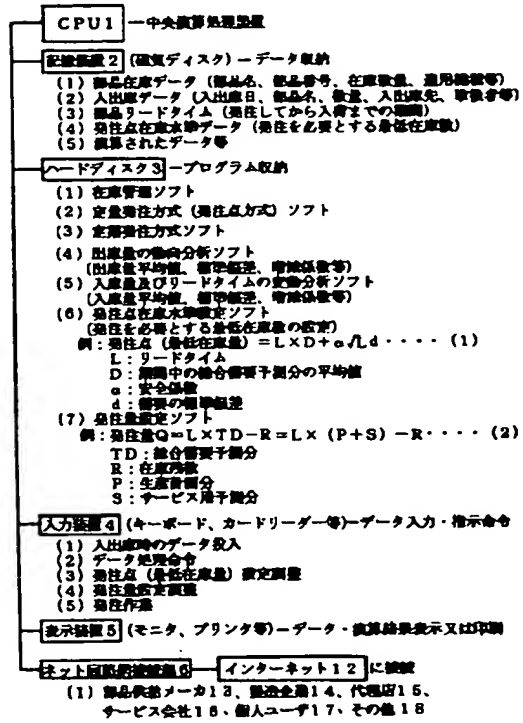 CPU1 ー中央演算処理装置
記憶装置2 (磁気ディスク) ーデータ収納
(1) 部品在庫データ (部品名、部品番号、在庫数量、適用機種等)
(2) 入出庫データ (入出庫日、部品名、数量、入出庫先、取扱者等)
(3) 部品リードタイム (発注してから入荷までの期間)
(4) 発注点在庫水準データ (発注を必要とする最低在庫数)
(5) 演算されたデータ等
ハードディスク3 ープログラム収納
(1) 在庫管理ソフト
(2) 定量発注方式 (発注点方式) ソフト
(3) 定期発注方式ソフト
(4) 出庫量の動向分析ソフト
(出庫量平均値、標準偏差、増減係数等)
(5) 入庫量及びリードタイムの変動分析ソフト
(入庫量平均値、標準偏差、増減係数等)
(6) 発注点在庫水準設定ソフト
(発注を必要とする最低在庫数の設定)
例:発注点 (最低在庫量) =L×D+α√Ld ・・・・ (1)
L:リードタイム
D:期間中の総合需要予測分の平均値
α:安全係数
d:需要の標準偏差
(7) 発注量設定ソフト
例:発注量Q=L×TD-R=L× (P+S) -R・・・・ (2)
TD:総合需要予測分
R:在庫残数
P:生産計画分
S:サービス用予測分
入力装置4 (キーボード、カードリーダー等)ーデータ入力・指示命令
(1) 入出庫時のデータ投入
(2) データ処理命令
(3) 発注点 (最低在庫量) 設定調整
(4) 発注量設定調整
(5) 発注作業
表示装置5 (モニタ、プリンタ等)ーデータ・演算結果表示又は印刷
ネット回路網接続部6 インターネット12 に接続
(1) 部品供給メーカ13、製造企業14、代理店15、
サービス会社16、個人ユーザ17、その他18